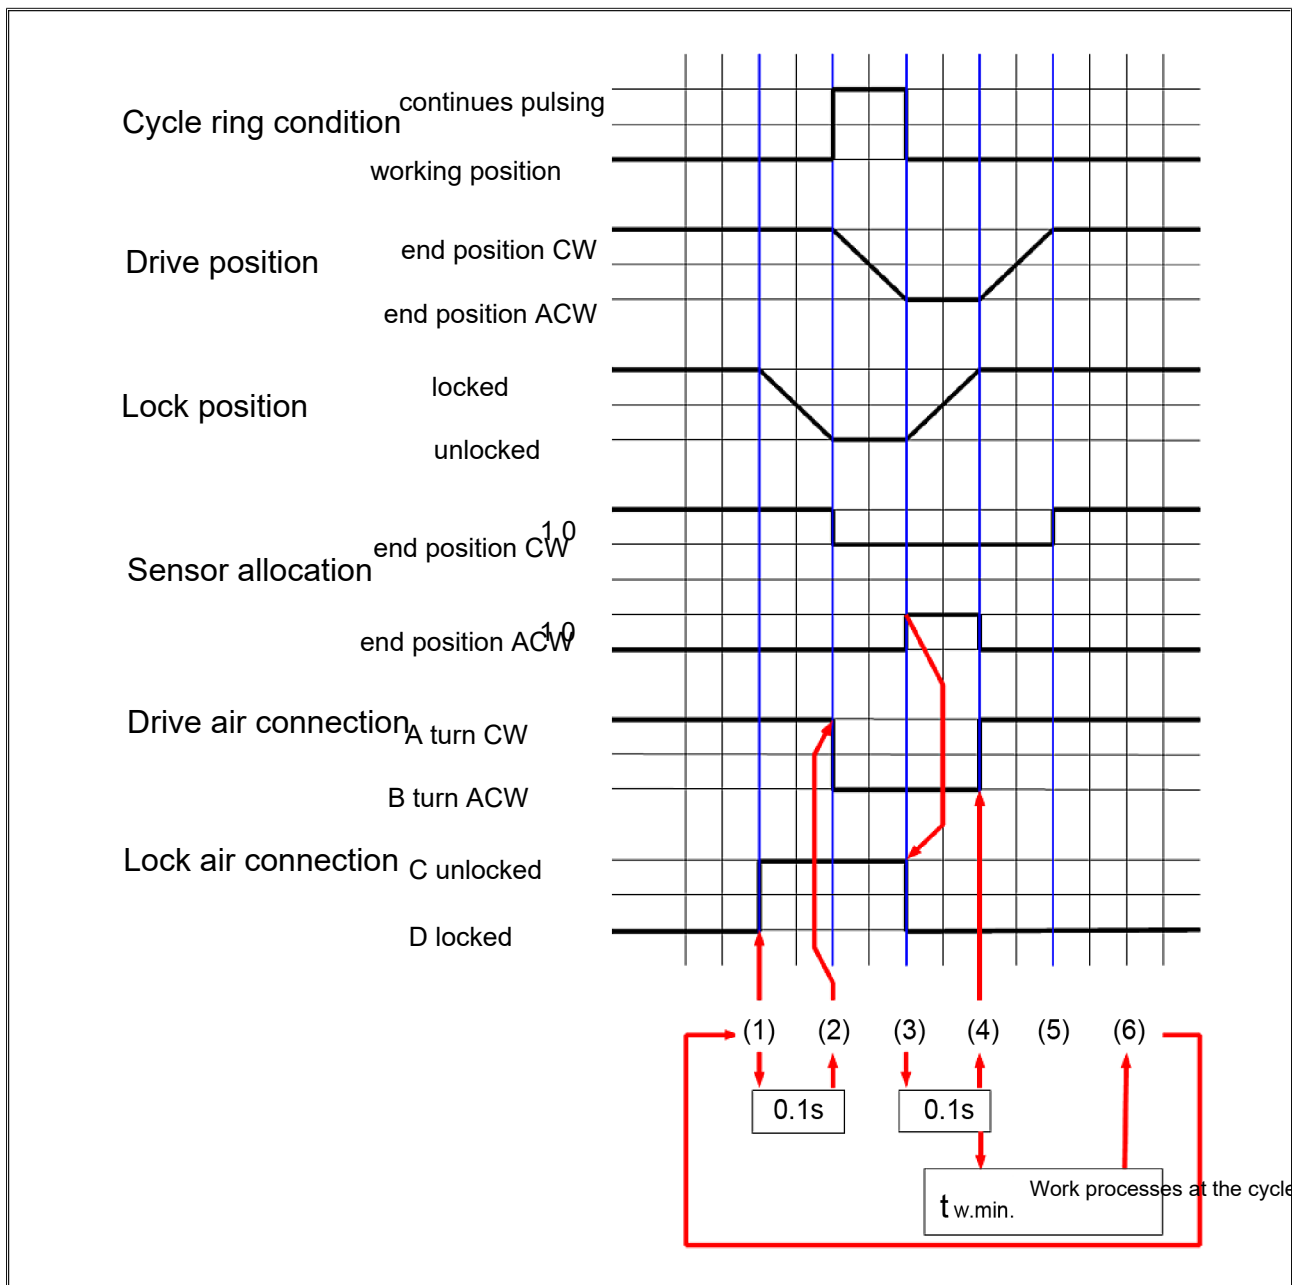 continues pulsing
Cycle ring condition
working position
end position CW
Drive position
end position ACW
locked
Lock position
unlocked
1 0
end position CW
Sensor allocation
1 0
end position ACW
Drive air connection
A turn CW
B turn ACW
Lock air connection
C unlocked
D locked
(1) (2) (3) (4) (5) (6)
0.1s 0.1s
Work processes at the cycle
t w.min.